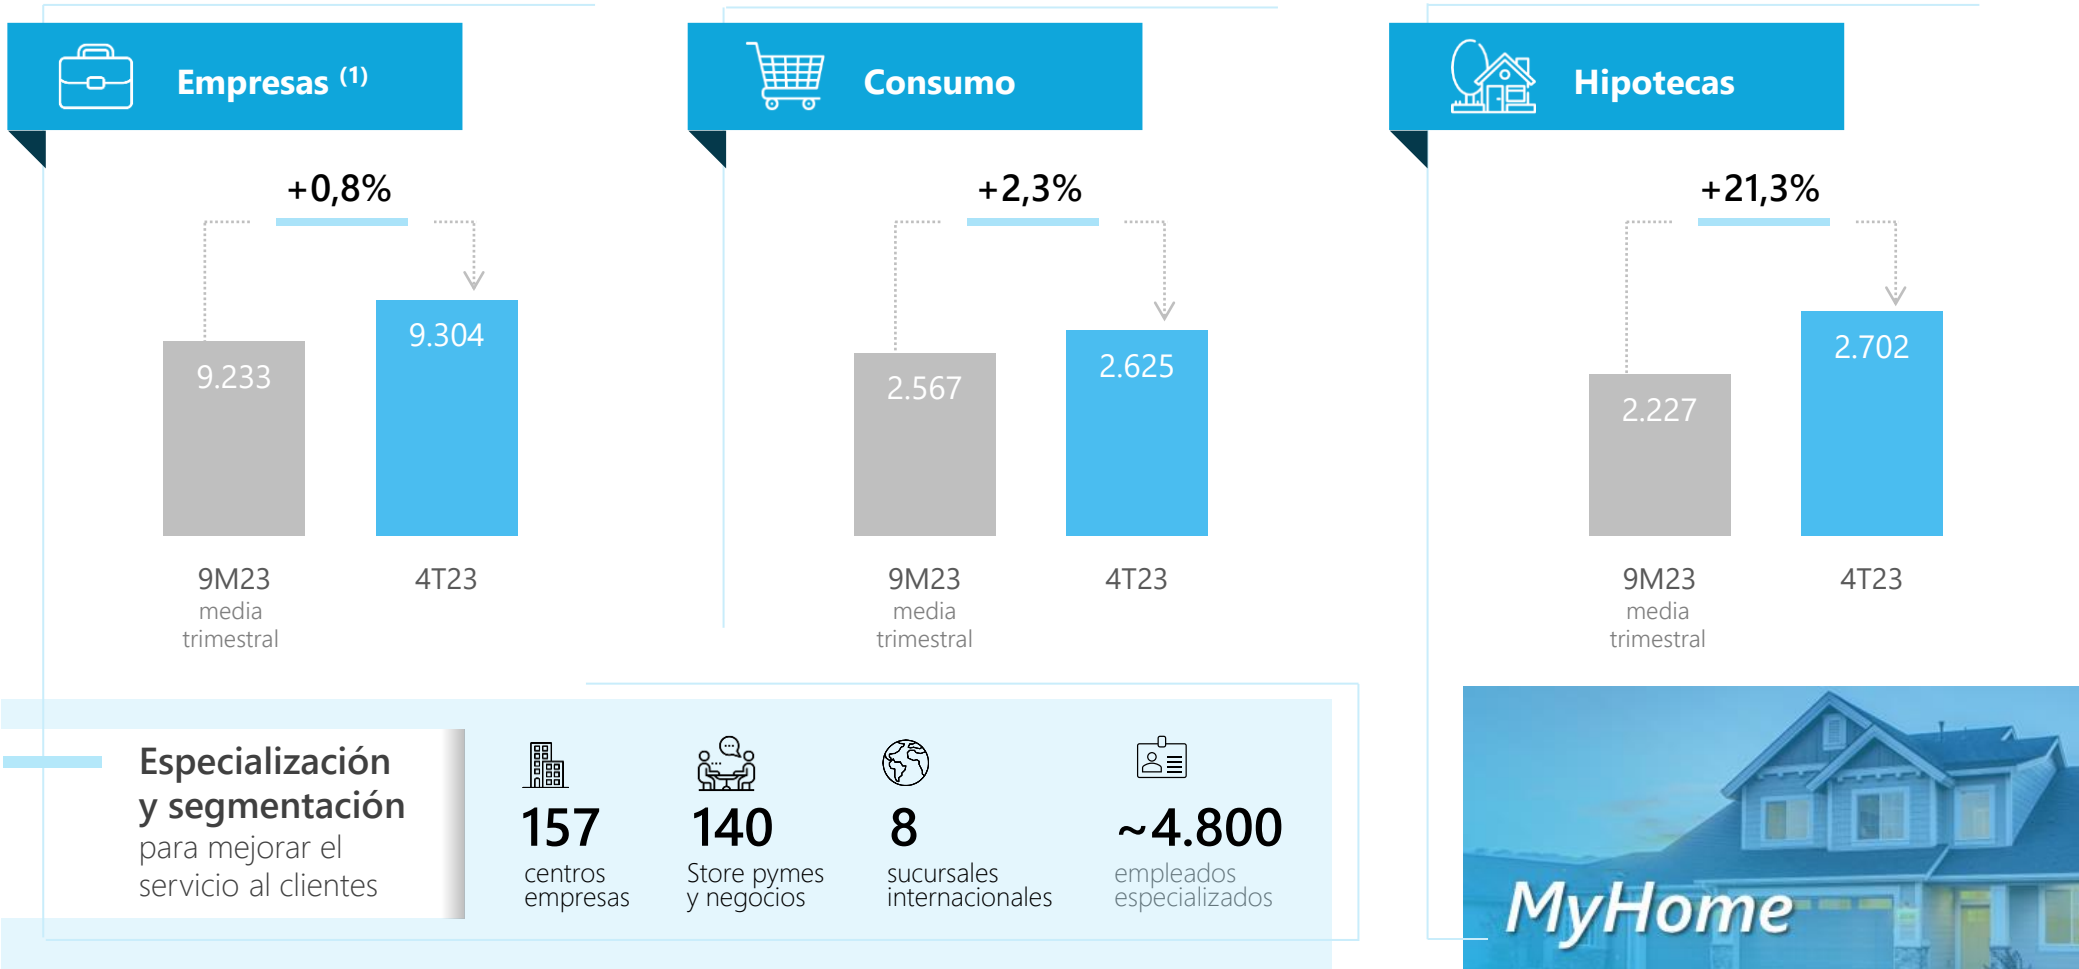 Empresas (1)
+0,8%
9.233
9.304
9M23
media
trimestral
4T23
Consumo
+2,3%
2.567
2.625
9M23
media
trimestral
4T23
Hipotecas
+21,3%
2.227
2.702
9M23
media
trimestral
4T23
Especialización
y segmentación
para mejorar el
servicio al clientes
157
centros
empresas
140
Store pymes
y negocios
8
sucursales
internacionales
~4.800
empleados
especializados
MyHome